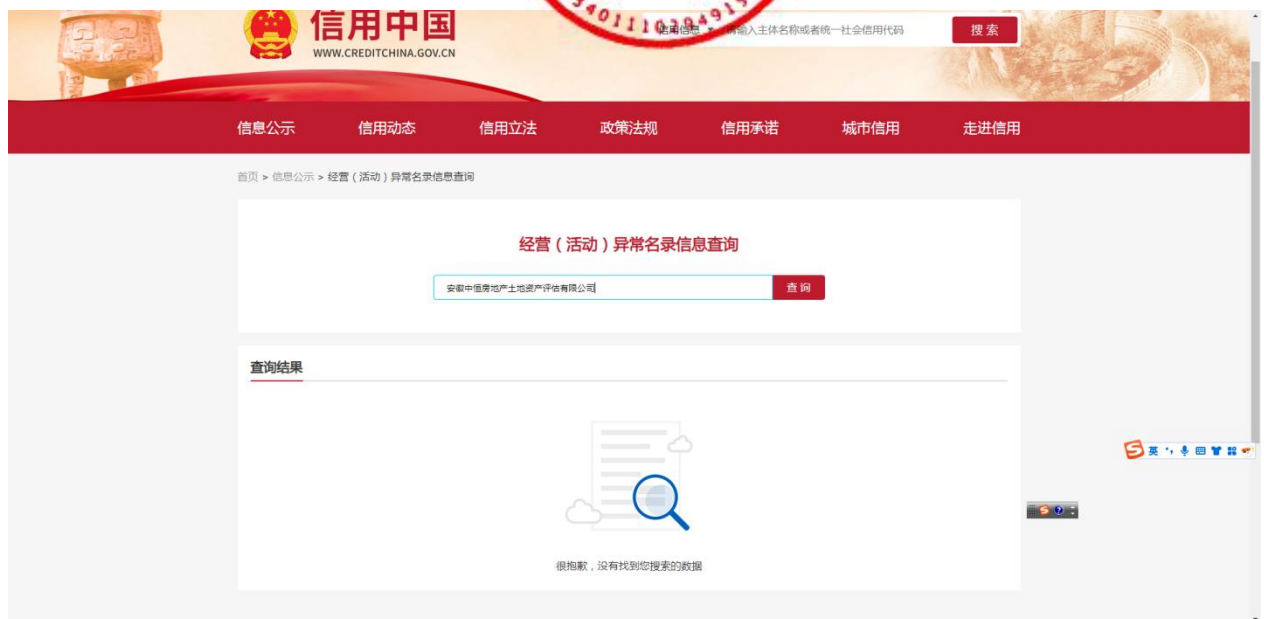 信用中国
WWW.CREDITCHINA.GOV.CN
信用信息
请输入主体名称或者统一社会信用代码
搜索
信息公示 信用动态 信用立法 政策法规 信用承诺 城市信用 走进信用
首页 > 信息公示 > 经营（活动）异常名录信息查询
经营（活动）异常名录信息查询
安徽中恒房地产土地资产评估有限公司
查询
查询结果
很抱歉，没有找到您搜索的数据
英